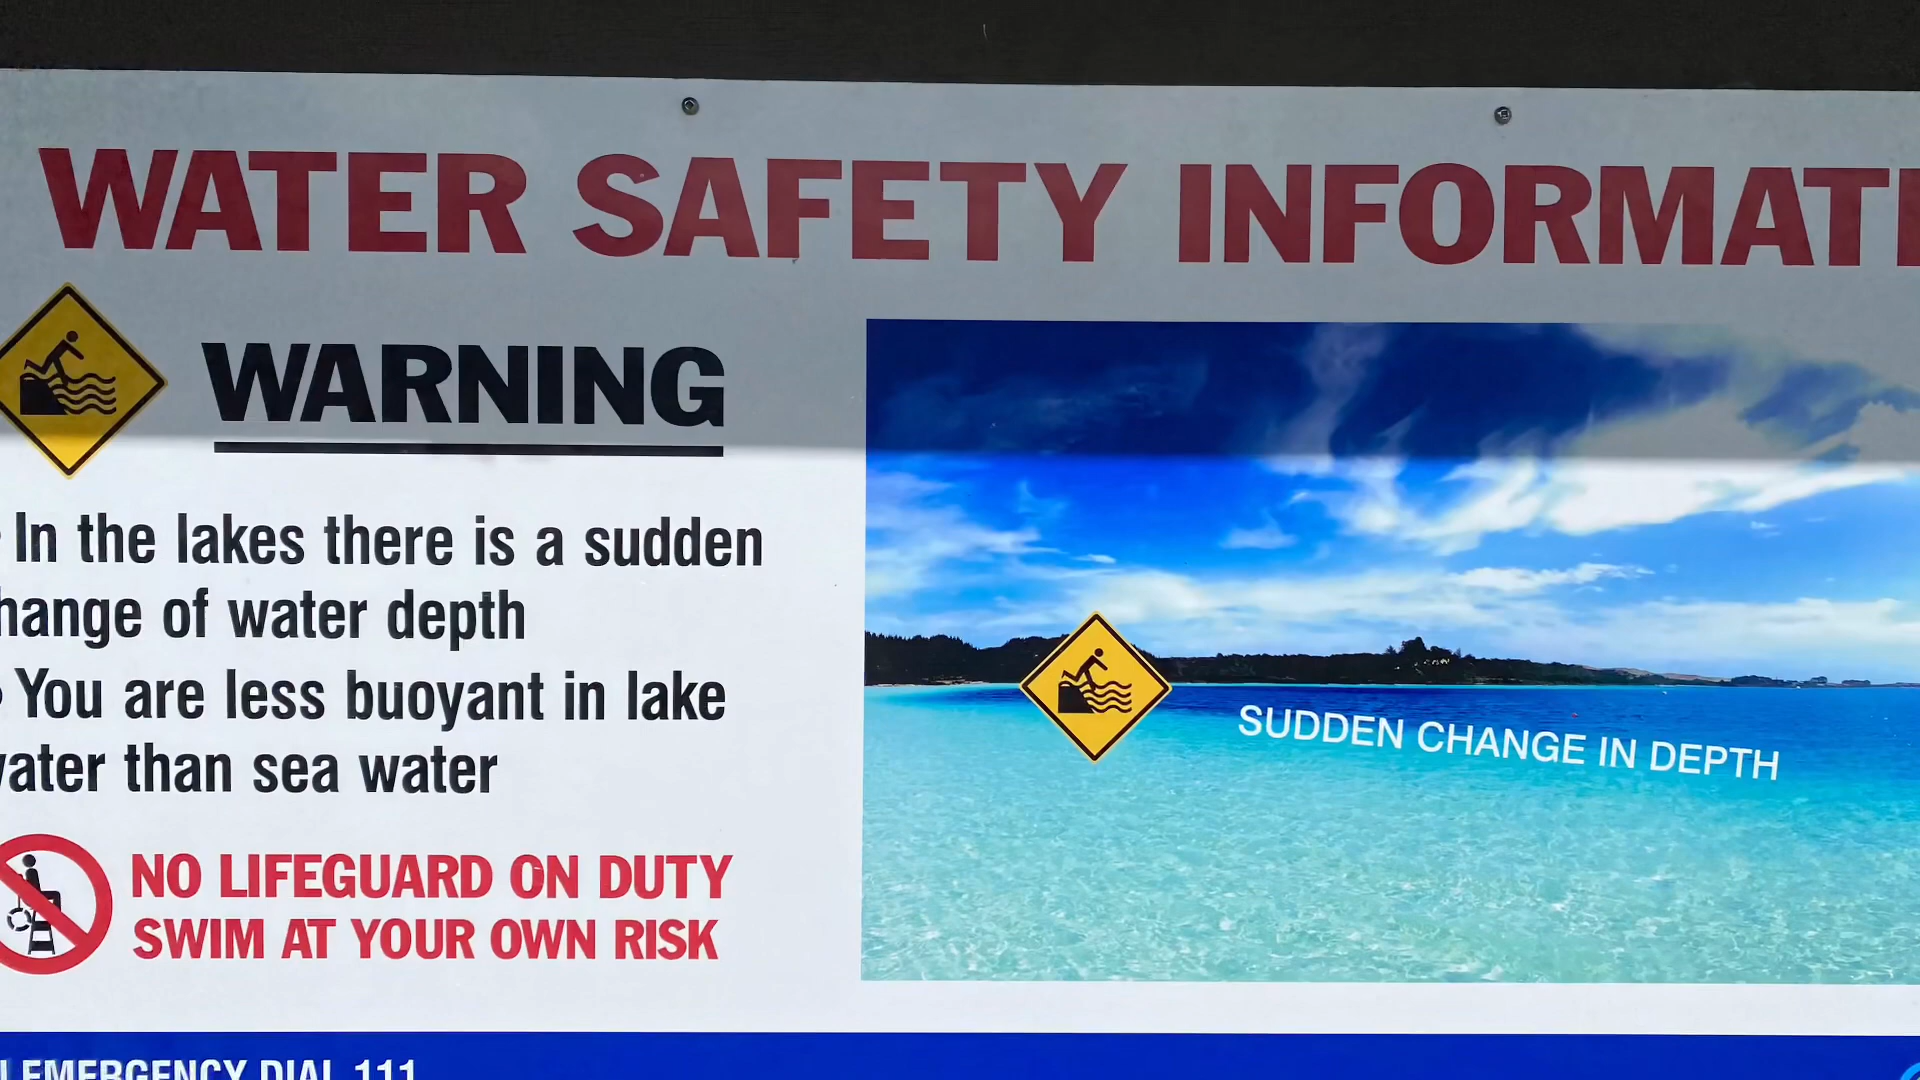 WATER SAFETY INFORMATI
WARNING
In the lakes there is a sudden
hange of water depth
• You are less buoyant in lake
water than sea water
NO LIFEGUARD ON DUTY
SWIM AT YOUR OWN RISK
SUDDEN CHANGE IN DEPTH
EMERGENCY DIAL 111